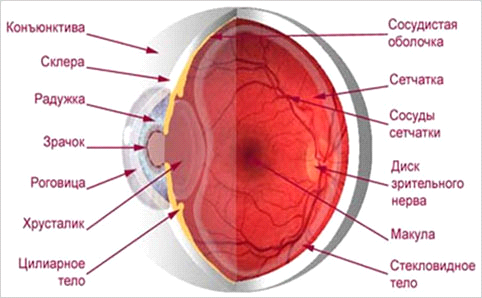 Конъюнктива
Склера
Радужка
Зрачок
Роговица
Хрусталик
Цилиарное
тело
Сосудистая
оболочка
Сетчатка
Сосуды
сетчатки
Диск
зрительного
нерва
Макула
Стекловидное
тело